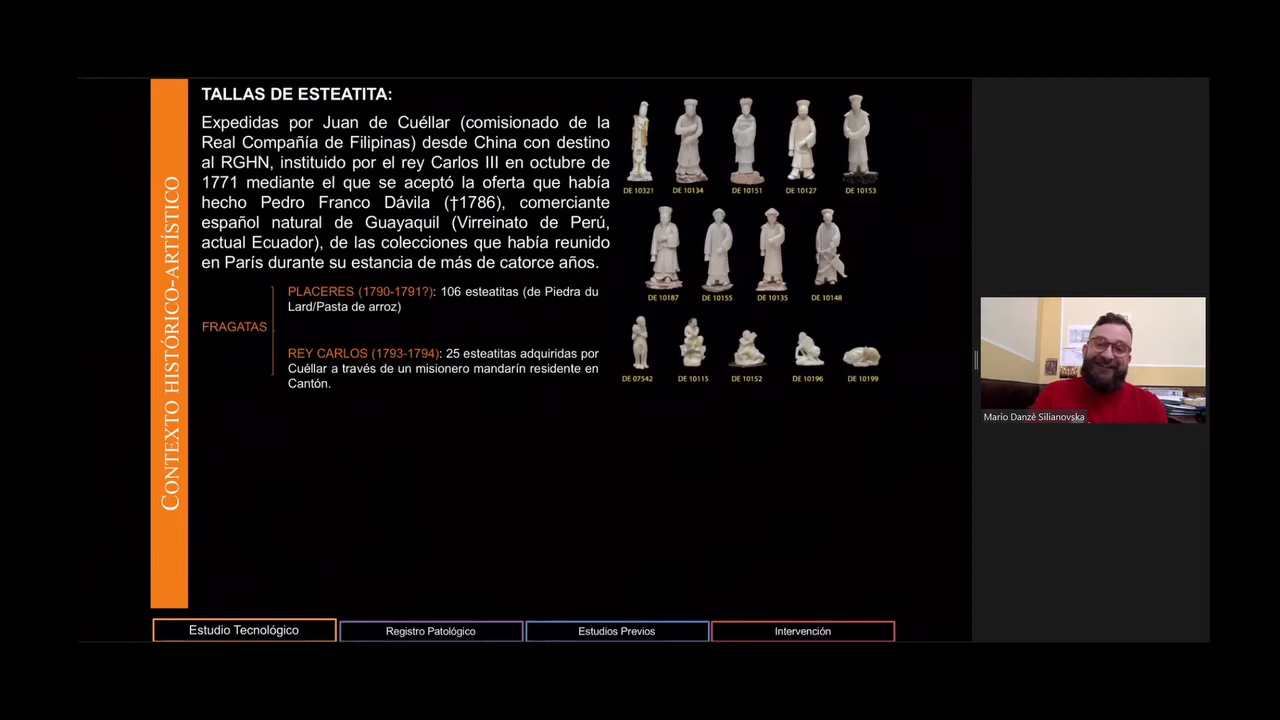 CONTEXTO HISTÓRICO-ARTÍSTICO
TALLAS DE ESTEATITA:
Expedidas por Juan de Cuéllar (comisionado de la
Real Compañía de Filipinas) desde China con destino
al RGHN, instituido por el rey Carlos III en octubre de
1771 mediante el que se aceptó la oferta que había
hecho Pedro Franco Dávila (†1786), comerciante
español natural de Guayaquil (Virreinato de Perú,
actual Ecuador), de las colecciones que había reunido
en París durante su estancia de más de catorce años.
FRAGATAS
PLACERES (1790-1791?): 106 esteatitas (de Piedra du
Lard/Pasta de arroz)
REY CARLOS (1793-1794): 25 esteatitas adquiridas por
Cuéllar a través de un misionero mandarín residente en
Cantón.
DE 10321 DE 10134 DE 10151 DE 10127 DE 10153
DE 10187 DE 10155 DE 10135 DE 10148
DE 07542 DE 10115 DE 10152 DE 10196 DE 10199
Mario Danzè Silianovska
Estudio Tecnológico
Registro Patológico
Estudios Previos
Intervención